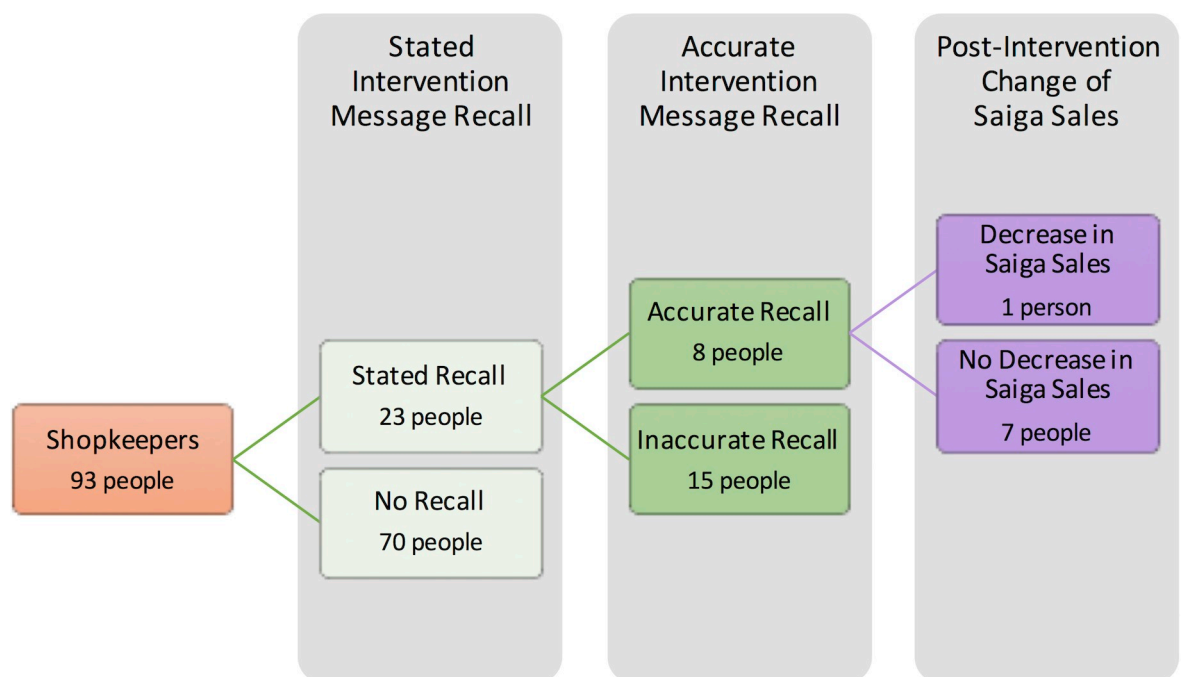 Stated
Intervention
Message Recall
Accurate
Intervention
Message Recall
Post-Intervention
Change of
Saiga Sales
Shopkeepers
93 people
Stated Recall
23 people
No Recall
70 people
Accurate Recall
8 people
Inaccurate Recall
15 people
Decrease in
Saiga Sales
1 person
No Decrease in
Saiga Sales
7 people